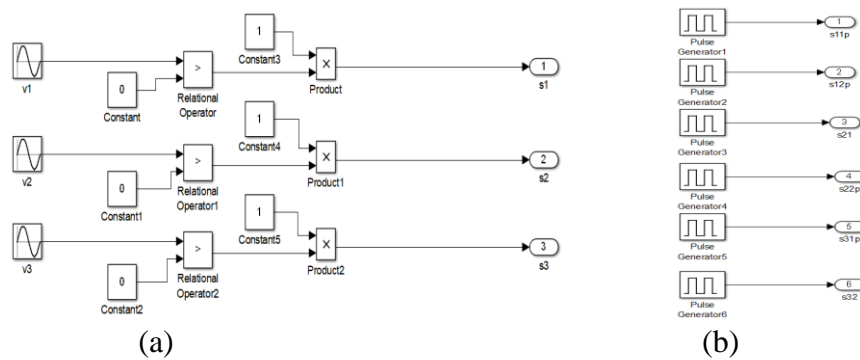 1
Constant3
v1
0
Constant
>
Relational
Operator
X
Product
1
s1
1
Constant4
v2
0
Constant1
>
Relational
Operator1
X
Product1
2
s2
1
Constant5
v3
0
Constant2
>
Relational
Operator2
X
Product2
3
s3
(a)
Pulse
Generator1
1
s11p
Pulse
Generator2
2
s12p
Pulse
Generator3
3
s21
Pulse
Generator4
4
s22p
Pulse
Generator5
5
s31p
Pulse
Generator6
6
s32
(b)